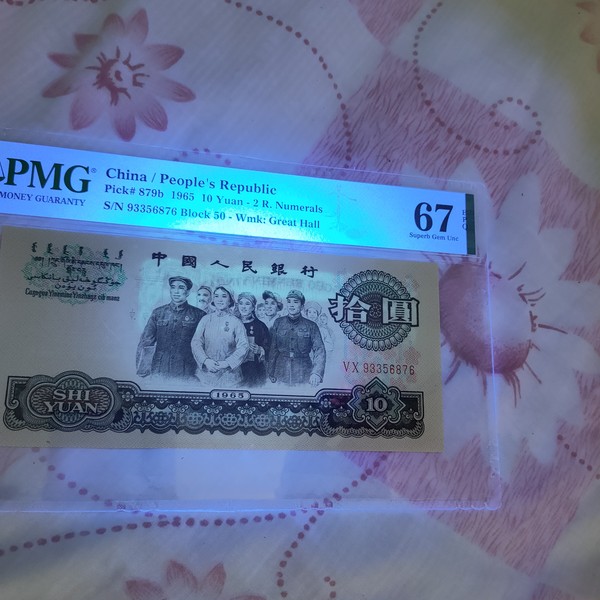 PMG
MONEY GUARANTY
China / People's Republic
Pick# 879b 1965 10 Yuan - 2 R. Numerals
S/N 93356876 Block 50 - Wmk: Great Hall
67 EPQ
Superb Gem Unc
中國人民銀行
拾圓
VX 93356876
SHI
YUAN
1965
10